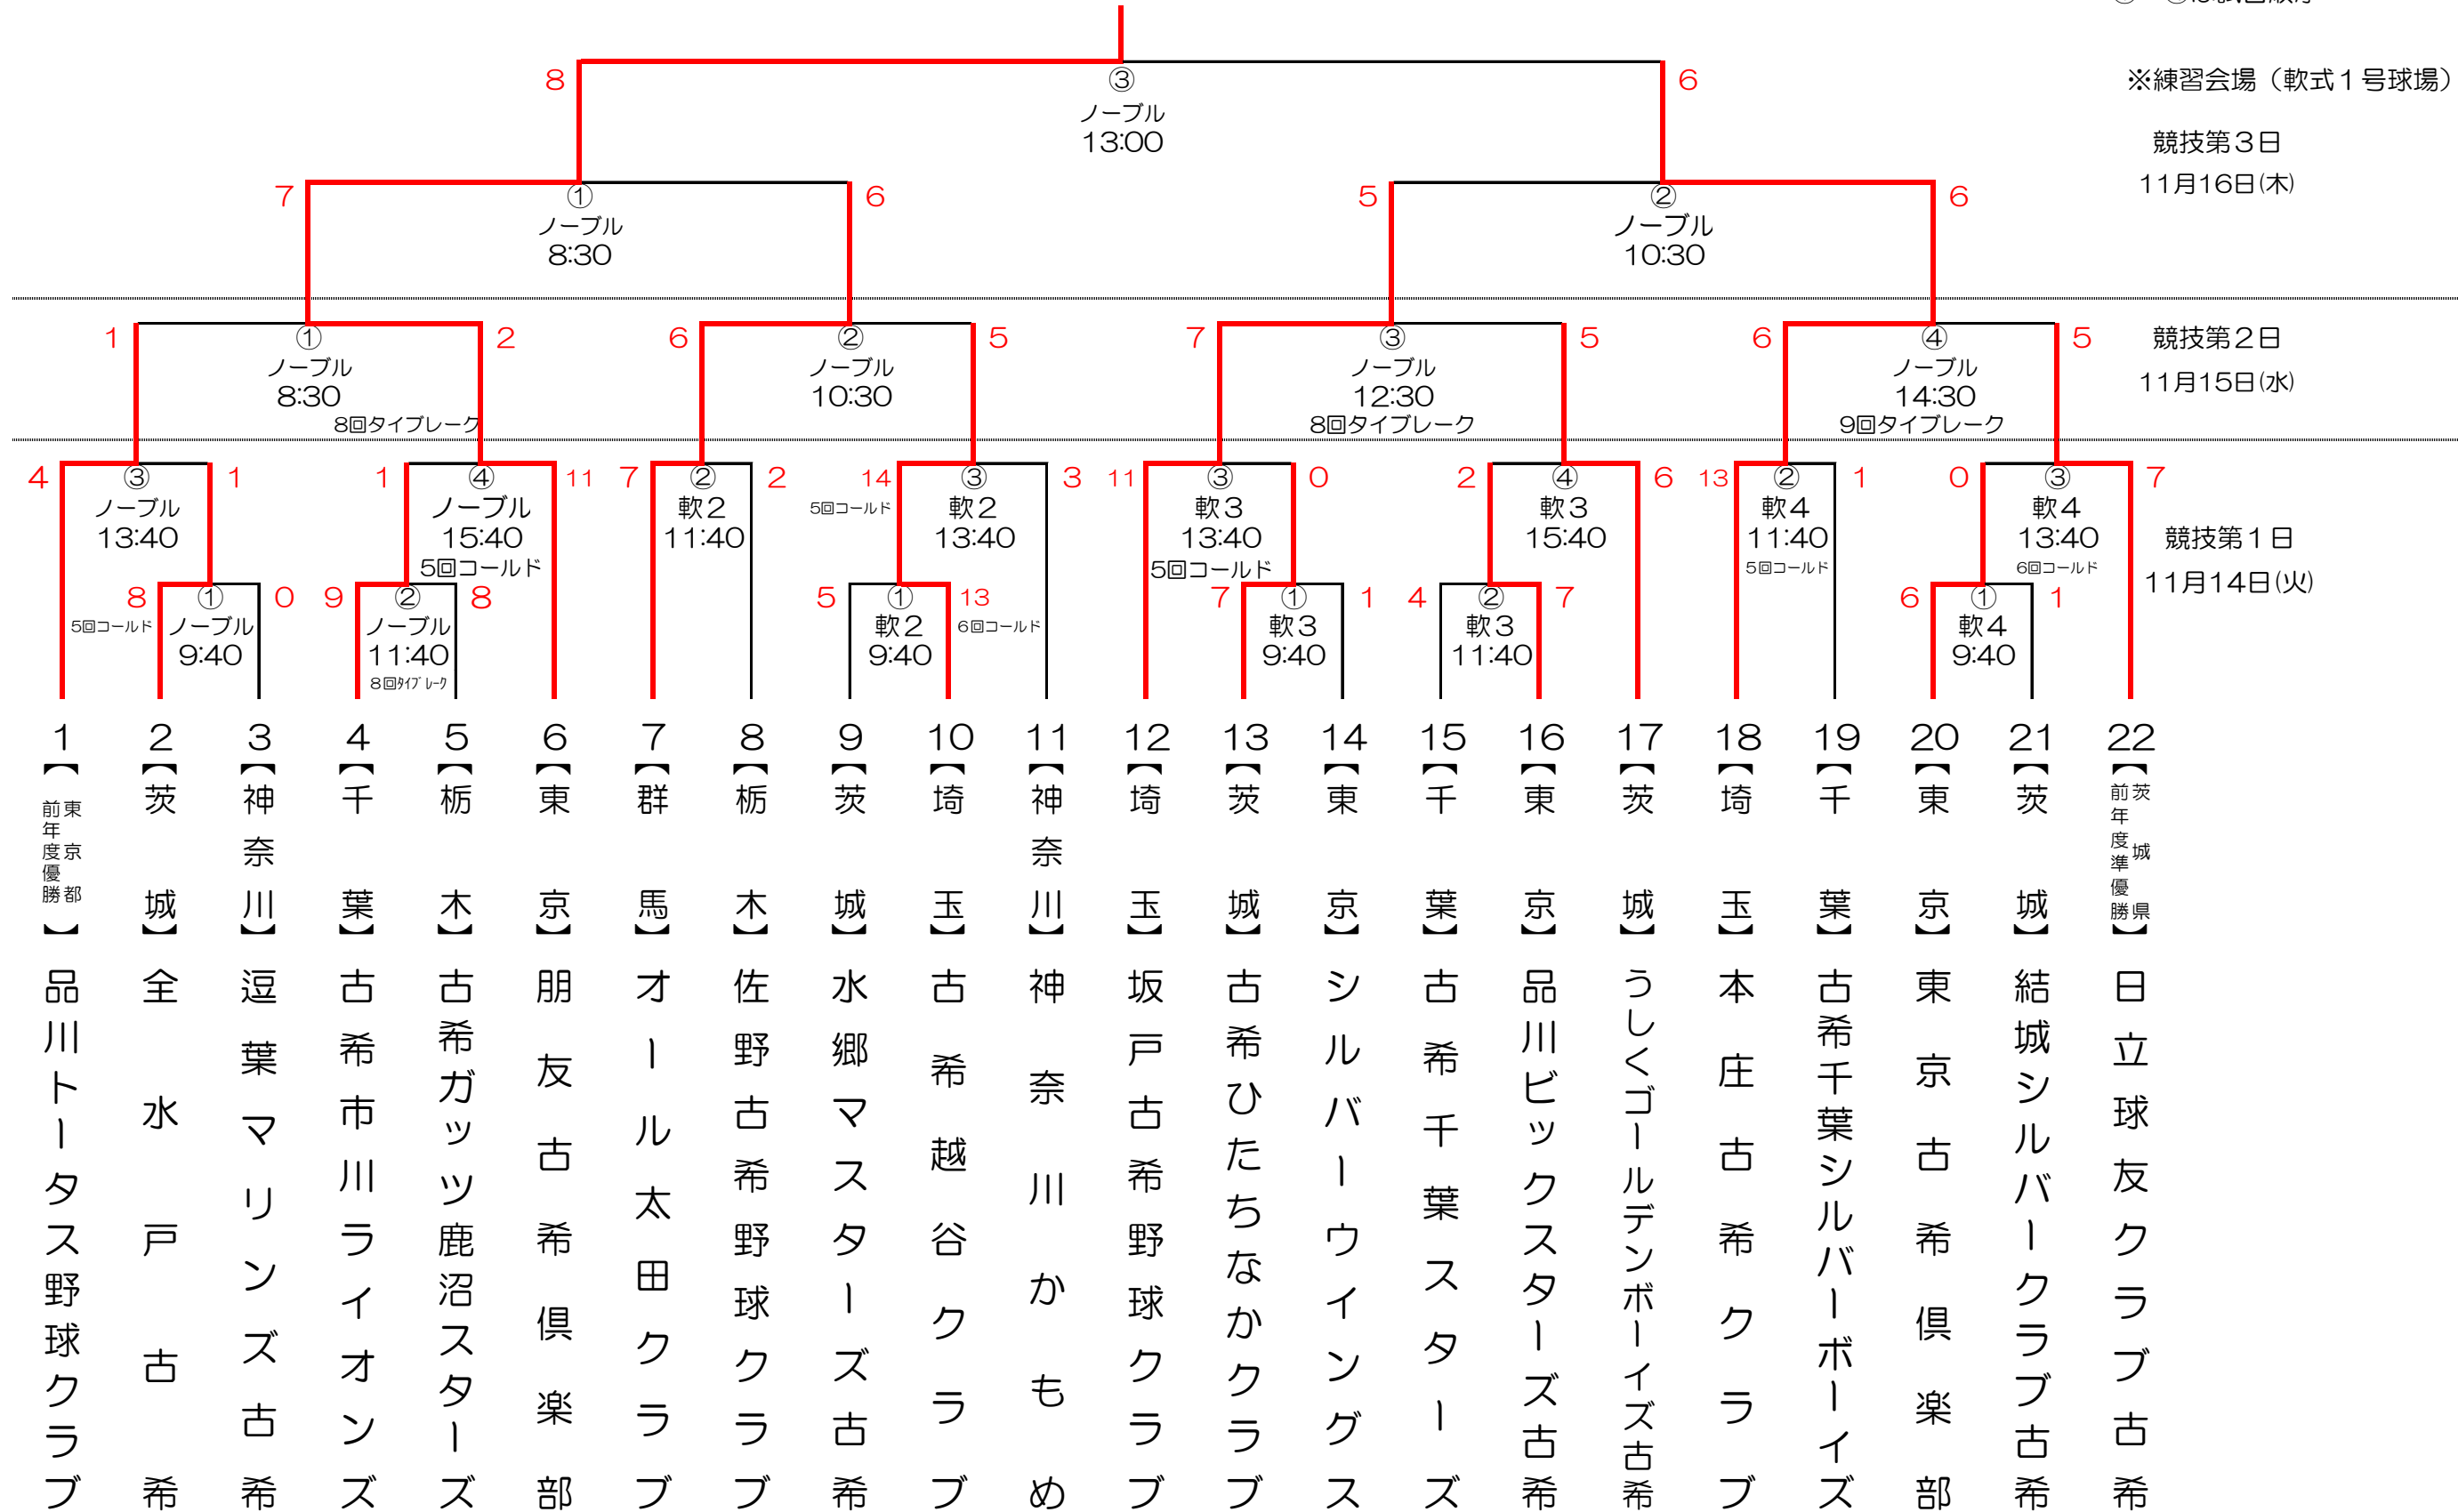 ※練習会場（軟式１号球場）
8
③
6
ノーブル
13:00
競技第３日
11月16日(木)
7
①
6
5
②
6
ノーブル
8:30
ノーブル
10:30
1
①
2
6
②
5
7
③
5
6
④
5
競技第２日
ノーブル
8:30
8回タイブレーク
ノーブル
10:30
ノーブル
12:30
8回タイブレーク
ノーブル
14:30
9回タイブレーク
11月15日(水)
4
③
1
1
④
11
7
②
2
14
③
3
11
③
0
2
④
6
13
②
1
0
③
7
ノーブル
13:40
ノーブル
15:40
5回コールド
軟２
11:40
5回コールド
軟２
13:40
軟３
13:40
5回コールド
軟３
15:40
軟４
11:40
5回コールド
軟４
13:40
6回コールド
競技第１日
11月14日(火)
8
①
0
9
②
8
5
①
13
7
①
1
4
②
7
6
①
1
5回コールド
ノーブル
9:40
ノーブル
11:40
8回ﾀｲﾌﾞﾚｰｸ
軟２
9:40
6回コールド
軟３
9:40
軟３
11:40
軟４
9:40
1【東京都 前年度優勝】品川トータス野球クラブ
2【茨城】全水戸古希
3【神奈川】逗葉マリンズ古希
4【千葉】古希市川ライオンズ
5【栃木】古希ガッツ鹿沼スターズ
6【東京】朋友古希倶楽部
7【群馬】オール太田クラブ
8【栃木】佐野古希野球クラブ
9【茨城】水郷マスターズ古希
10【埼玉】古希越谷クラブ
11【神奈川】神奈川かもめ
12【埼玉】坂戸古希野球クラブ
13【茨城】古希ひたちなかクラブ
14【東京】シルバーウィングス
15【千葉】古希千葉スターズ
16【東京】品川ビックスターズ古希
17【茨城】うしくゴールデンボーイズ古希
18【埼玉】本庄古希クラブ
19【千葉】古希千葉シルバーボーイズ
20【東京】東京古希倶楽部
21【茨城】結城シルバークラブ古希
22【茨城県 前年度準優勝】日立球友クラブ古希